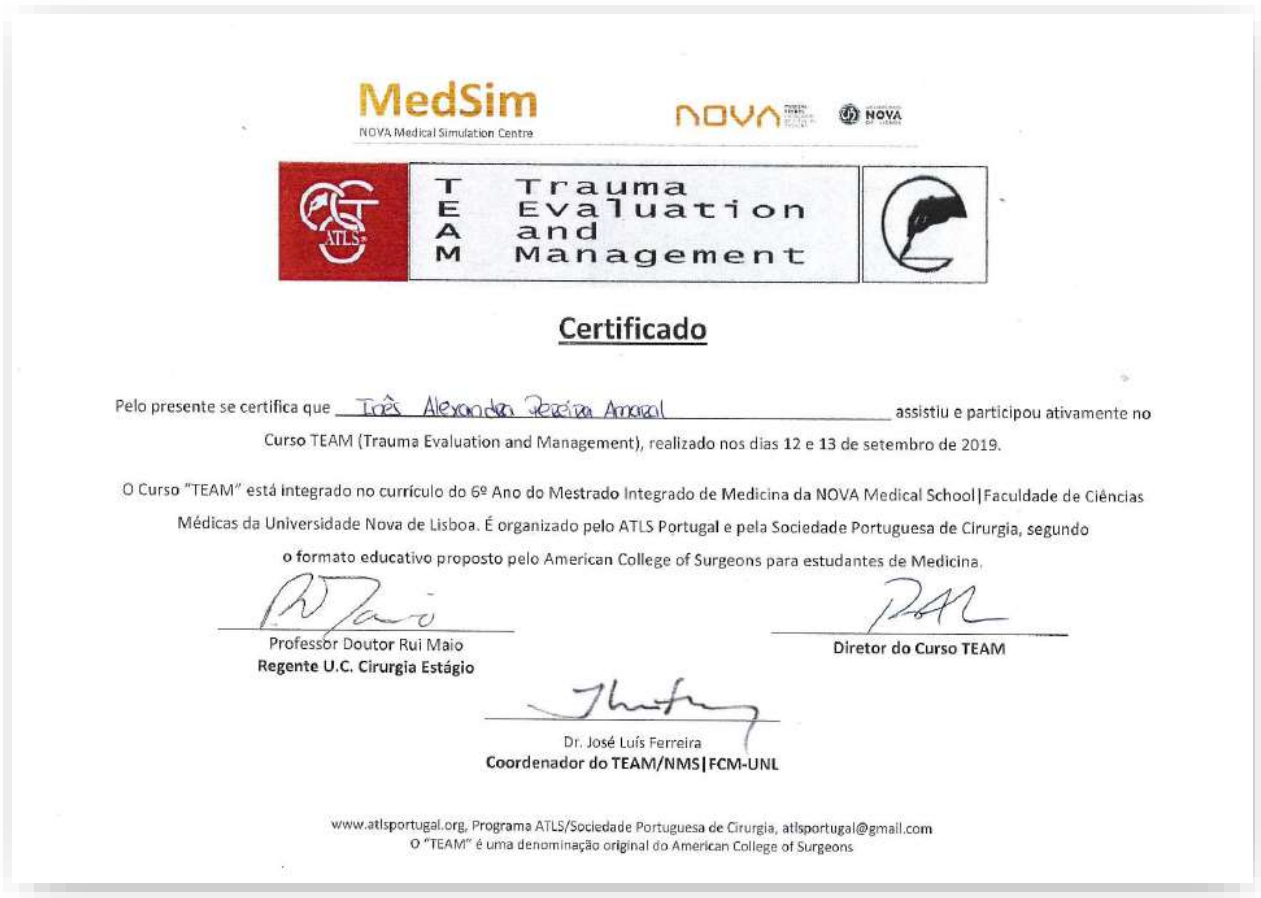 MedSim
NOVA Medical Simulation Centre
NOVA
NOVA
ATLS®
T Trauma
E Evaluation
A and
M Management
Certificado
Pelo presente se certifica que Inês Alexandra Pereira Amaral assistiu e participou ativamente no
Curso TEAM (Trauma Evaluation and Management), realizado nos dias 12 e 13 de setembro de 2019.
O Curso "TEAM" está integrado no currículo do 6º Ano do Mestrado Integrado de Medicina da NOVA Medical School|Faculdade de Ciências
Médicas da Universidade Nova de Lisboa. É organizado pelo ATLS Portugal e pela Sociedade Portuguesa de Cirurgia, segundo
o formato educativo proposto pelo American College of Surgeons para estudantes de Medicina.
Professor Doutor Rui Maio
Regente U.C. Cirurgia Estágio
Diretor do Curso TEAM
Dr. José Luís Ferreira
Coordenador do TEAM/NMS|FCM-UNL
www.atlsportugal.org, Programa ATLS/Sociedade Portuguesa de Cirurgia, atlsportugal@gmail.com
O "TEAM" é uma denominação original do American College of Surgeons